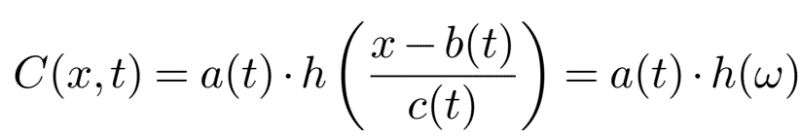 C(x,t) = a(t) · h ( (x − b(t)) / c(t) ) = a(t) · h(ω)